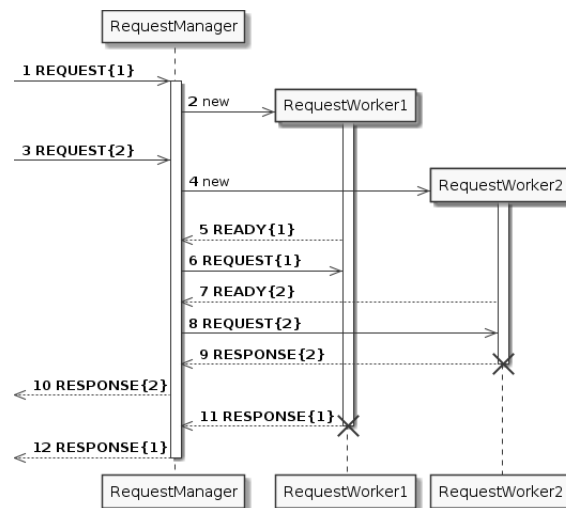 RequestManager
1 REQUEST{1}
2 new
RequestWorker1
3 REQUEST{2}
4 new
RequestWorker2
5 READY{1}
6 REQUEST{1}
7 READY{2}
8 REQUEST{2}
9 RESPONSE{2}
10 RESPONSE{2}
11 RESPONSE{1}
12 RESPONSE{1}
RequestManager
RequestWorker1
RequestWorker2